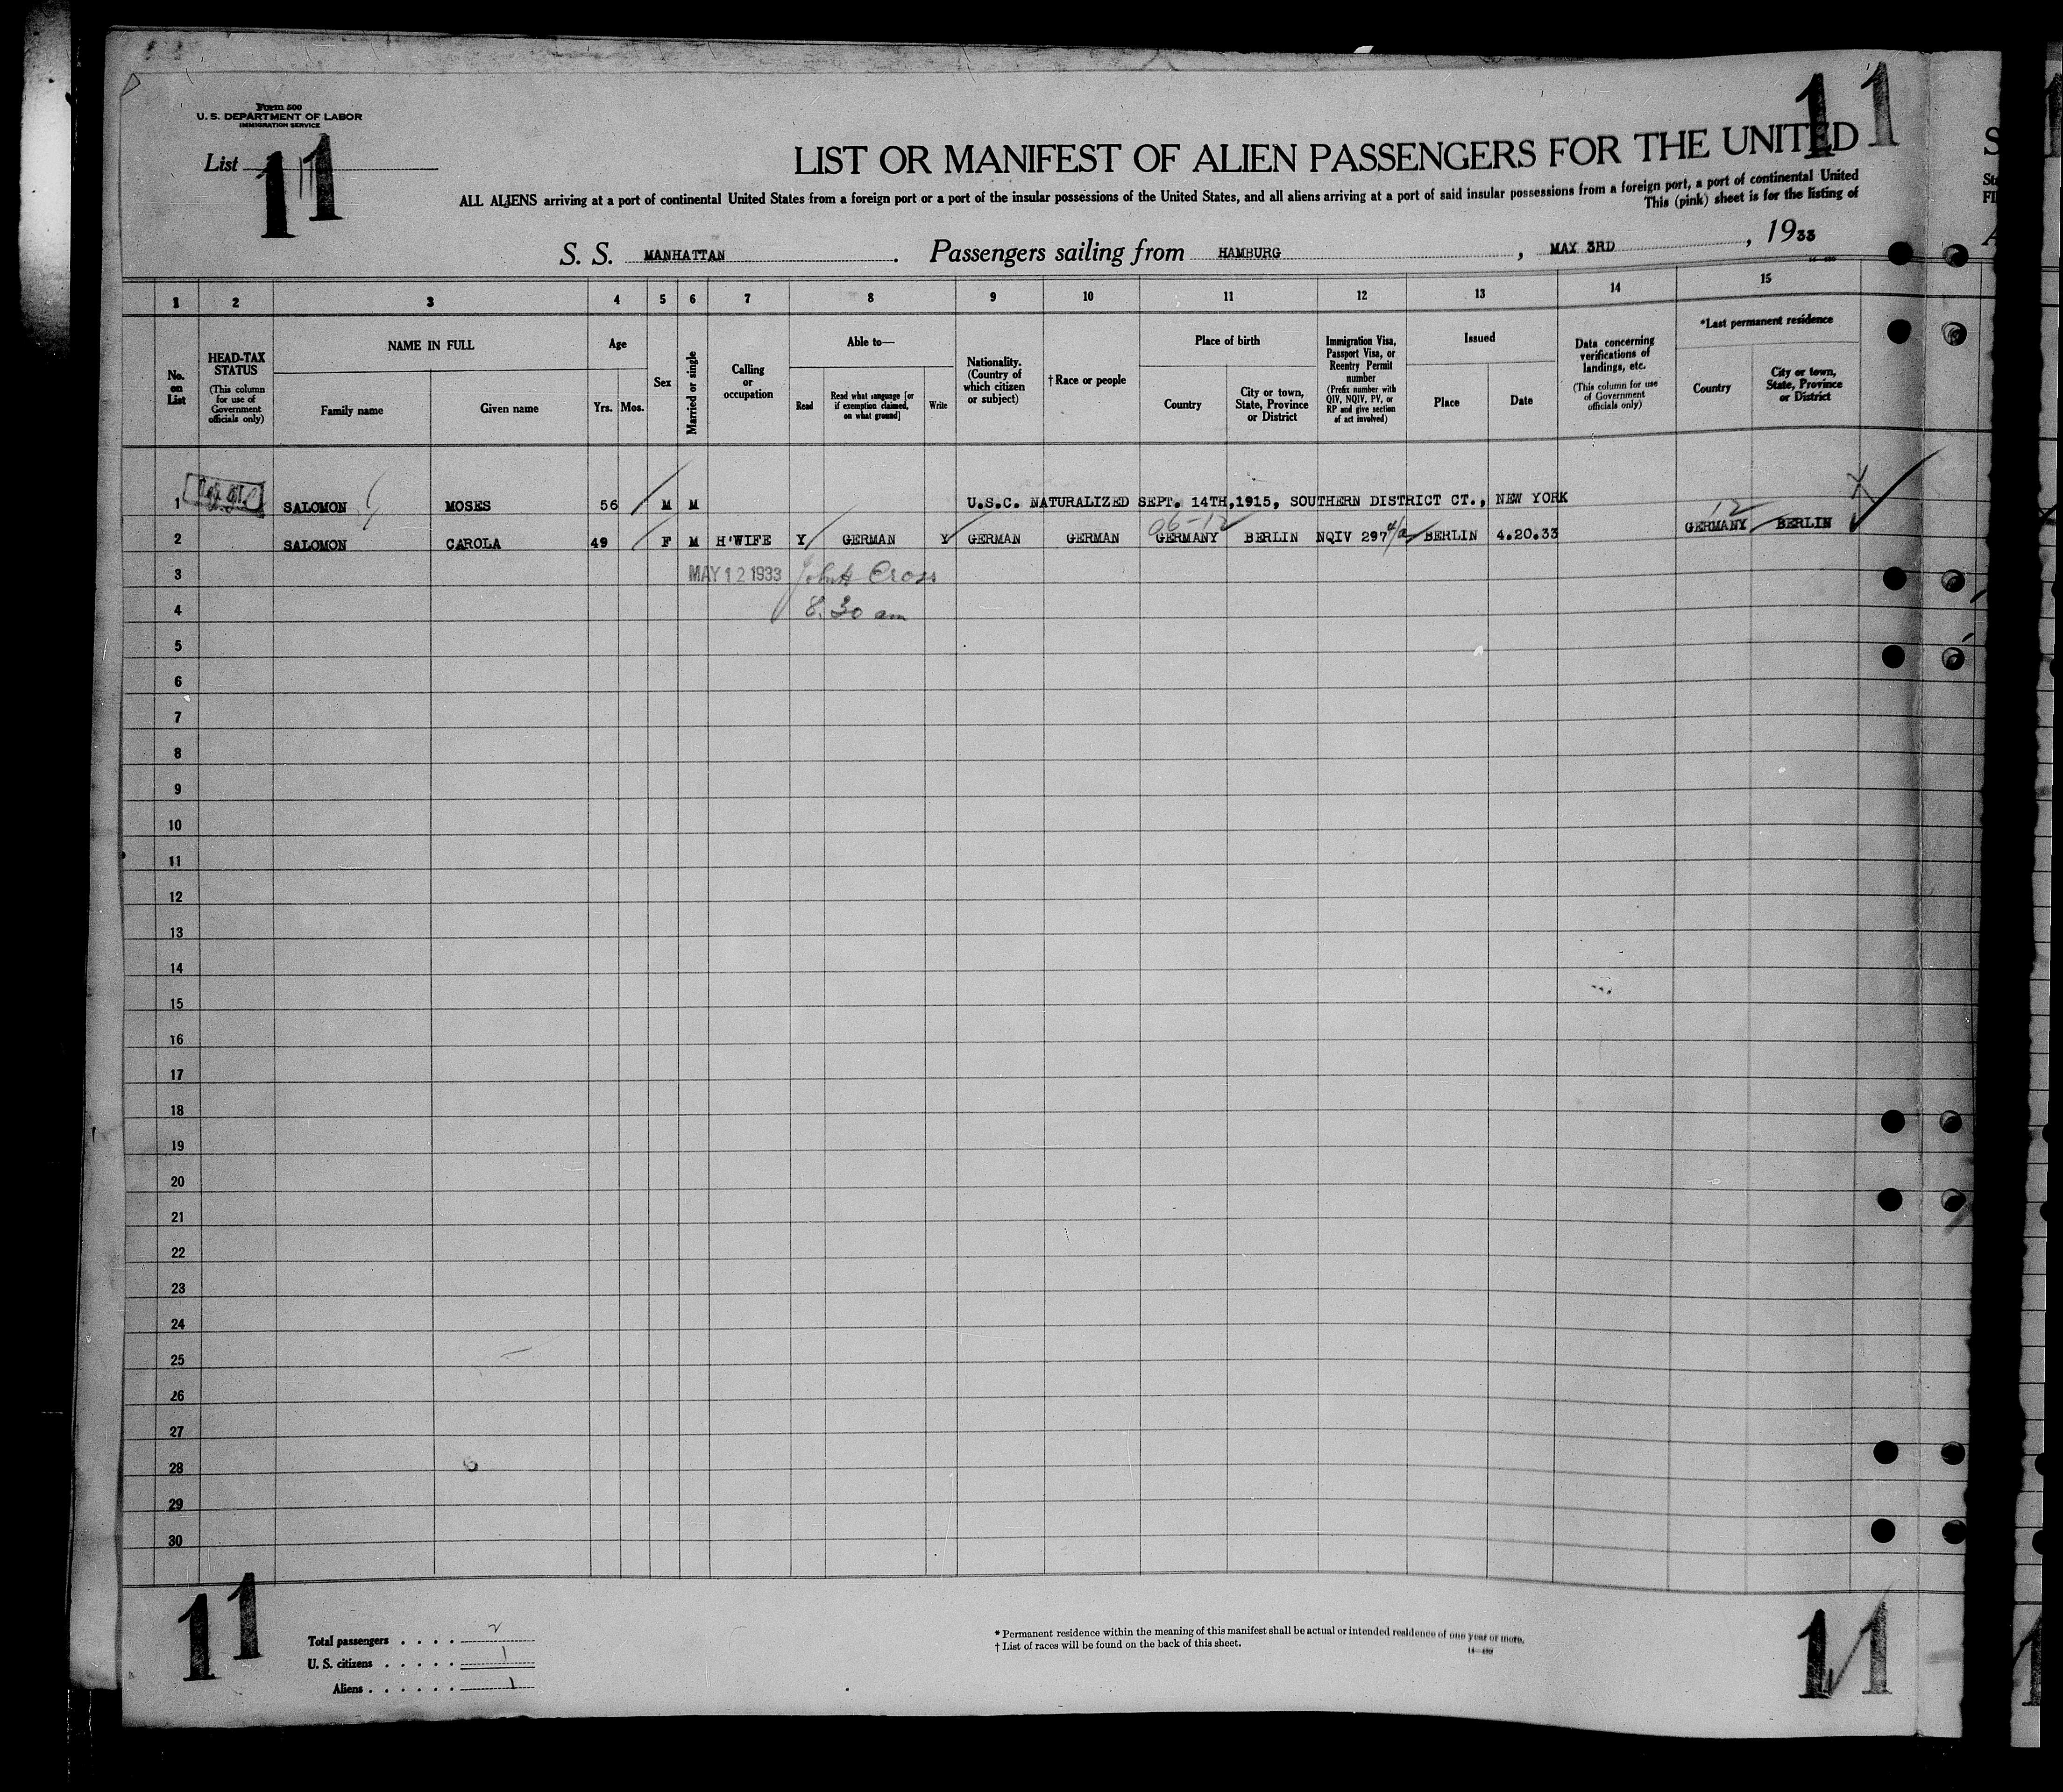 Form 500
U. S. DEPARTMENT OF LABOR
IMMIGRATION SERVICE
List 11
11
LIST OR MANIFEST OF ALIEN PASSENGERS FOR THE UNITED
ALL ALIENS arriving at a port of continental United States from a foreign port or a port of the insular possessions of the United States, and all aliens arriving at a port of said insular possessions from a foreign port, a port of continental United
This (pink) sheet is for the listing of
S. S. MANHATTAN . Passengers sailing from HAMBURG , MAY 3RD , 1933
1 2 3 4 5 6 7 8 9 10 11 12 13 14 15
No. on List
HEAD-TAX STATUS
(This column for use of Government officials only)
NAME IN FULL
Family name
Given name
Age
Yrs.
Mos.
Sex
Married or single
Calling or occupation
Able to—
Read
Read what language [or if exemption claimed, on what ground]
Write
Nationality. (Country of which citizen or subject)
† Race or people
Place of birth
Country
City or town, State, Province or District
Immigration Visa, Passport Visa, or Reentry Permit number
(Prefix number with QIV, NQIV, PV, or RP and give section of act involved)
Issued
Place
Date
Data concerning verifications of landings, etc.
(This column for use of Government officials only)
*Last permanent residence
Country
City or town, State, Province or District
1 SALOMON MOSES 56 M M U.S.C. NATURALIZED SEPT. 14TH,1915, SOUTHERN DISTRICT CT., NEW YORK
12
2 SALOMON CAROLA 49 F M H'WIFE Y GERMAN Y GERMAN GERMAN GERMANY BERLIN NQIV 297 BERLIN 4.20.33 GERMANY BERLIN
3 MAY 12 1933 John H Cross
4 8.30 am
5
6
7
8
9
10
11
12
13
14
15
16
17
18
19
20
21
22
23
24
25
26
27
28
29
30
11
Total passengers . . . . 2
U. S. citizens . . . . . 1
Aliens . . . . . . 1
* Permanent residence within the meaning of this manifest shall be actual or intended residence of one year or more.
† List of races will be found on the back of this sheet.
11